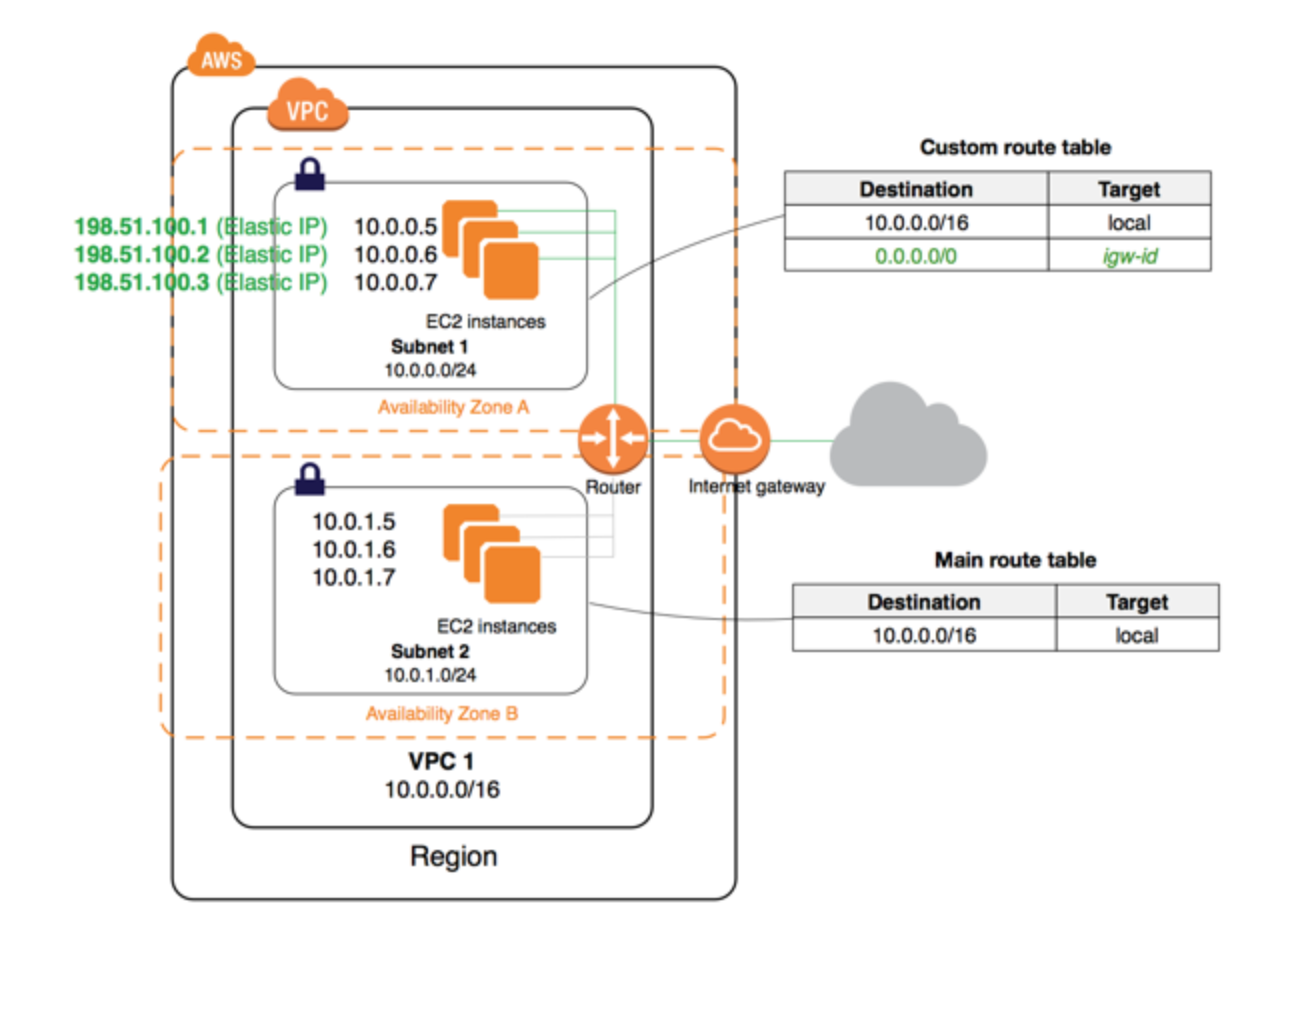 AWS
VPC
198.51.100.1 (Elastic IP) 10.0.0.5
198.51.100.2 (Elastic IP) 10.0.0.6
198.51.100.3 (Elastic IP) 10.0.0.7
EC2 instances
Subnet 1
10.0.0.0/24
Availability Zone A
Custom route table
Destination Target
10.0.0.0/16 local
0.0.0.0/0 igw-id
Router
Internet gateway
10.0.1.5
10.0.1.6
10.0.1.7
EC2 instances
Subnet 2
10.0.1.0/24
Availability Zone B
Main route table
Destination Target
10.0.0.0/16 local
VPC 1
10.0.0.0/16
Region